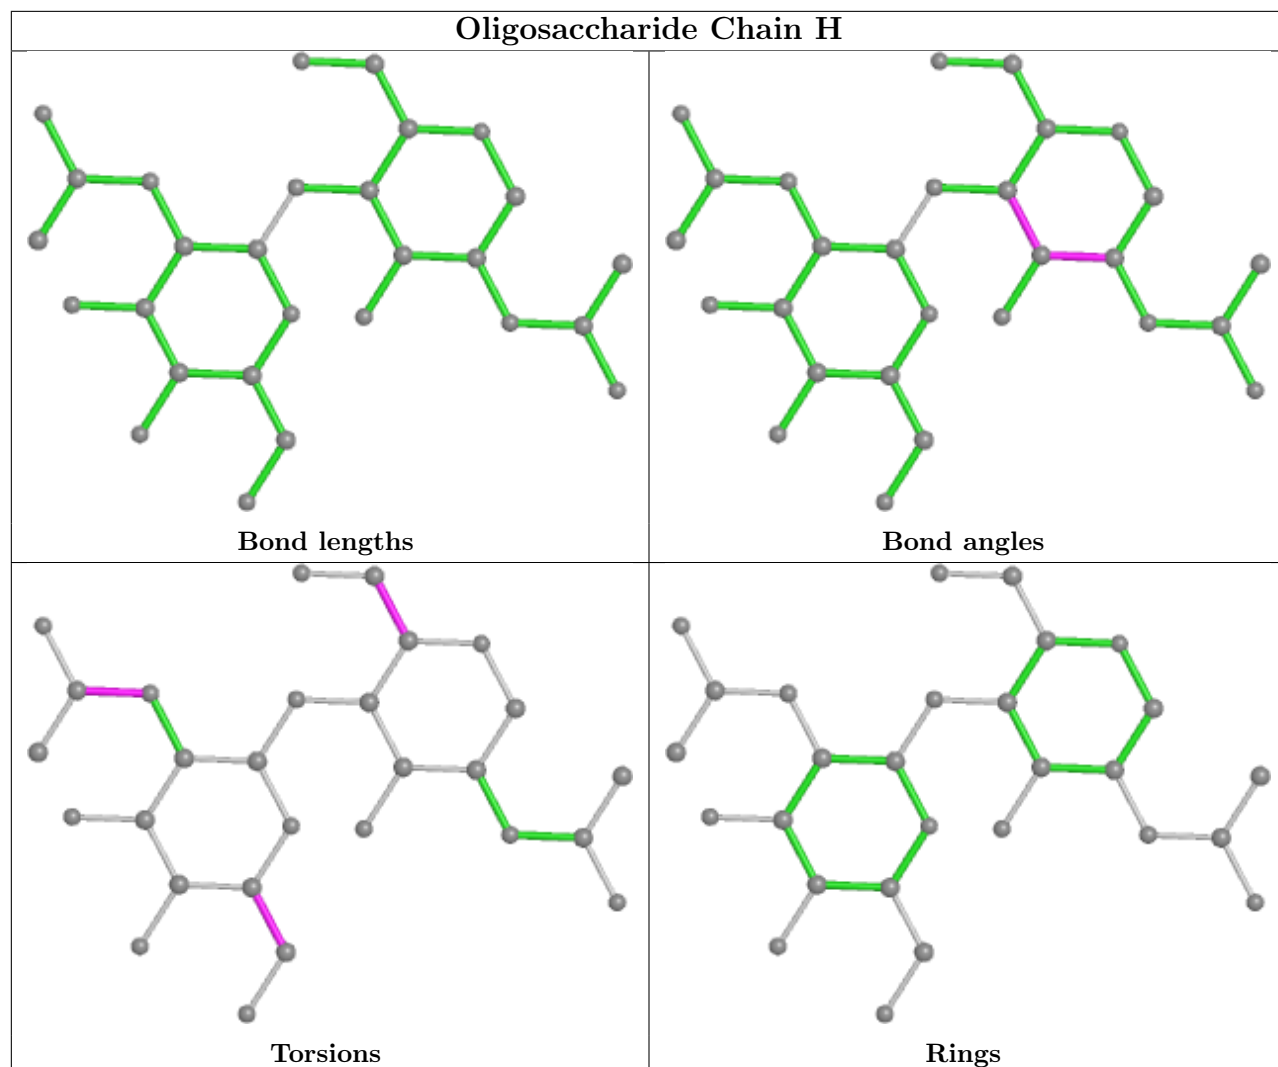 Oligosaccharide Chain H
Bond lengths
Bond angles
Torsions
Rings